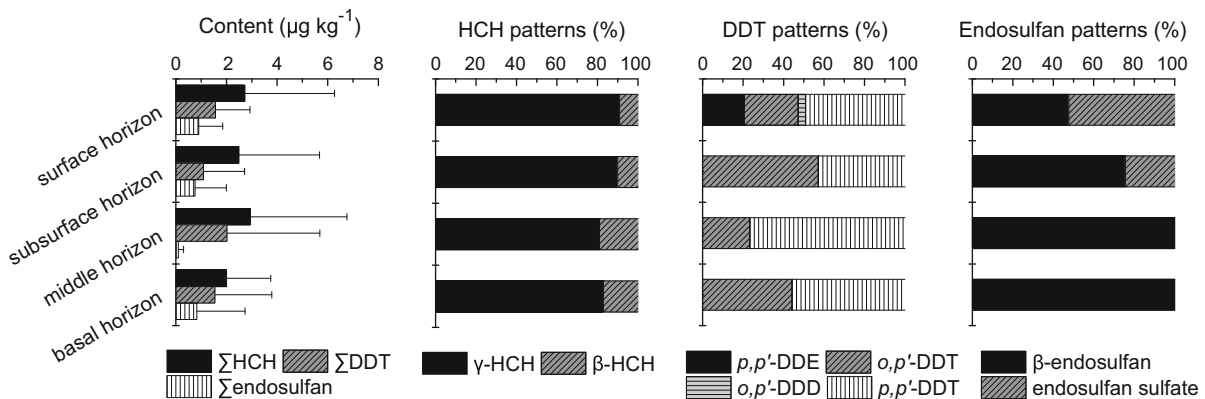 Content (µg kg⁻¹)
0 2 4 6 8
HCH patterns (%)
0 20 40 60 80 100
DDT patterns (%)
0 20 40 60 80 100
Endosulfan patterns (%)
0 20 40 60 80 100
surface horizon
subsurface horizon
middle horizon
basal horizon
∑HCH ∑DDT
∑endosulfan
γ-HCH β-HCH
p,p'-DDE o,p'-DDT
o,p'-DDD p,p'-DDT
β-endosulfan
endosulfan sulfate